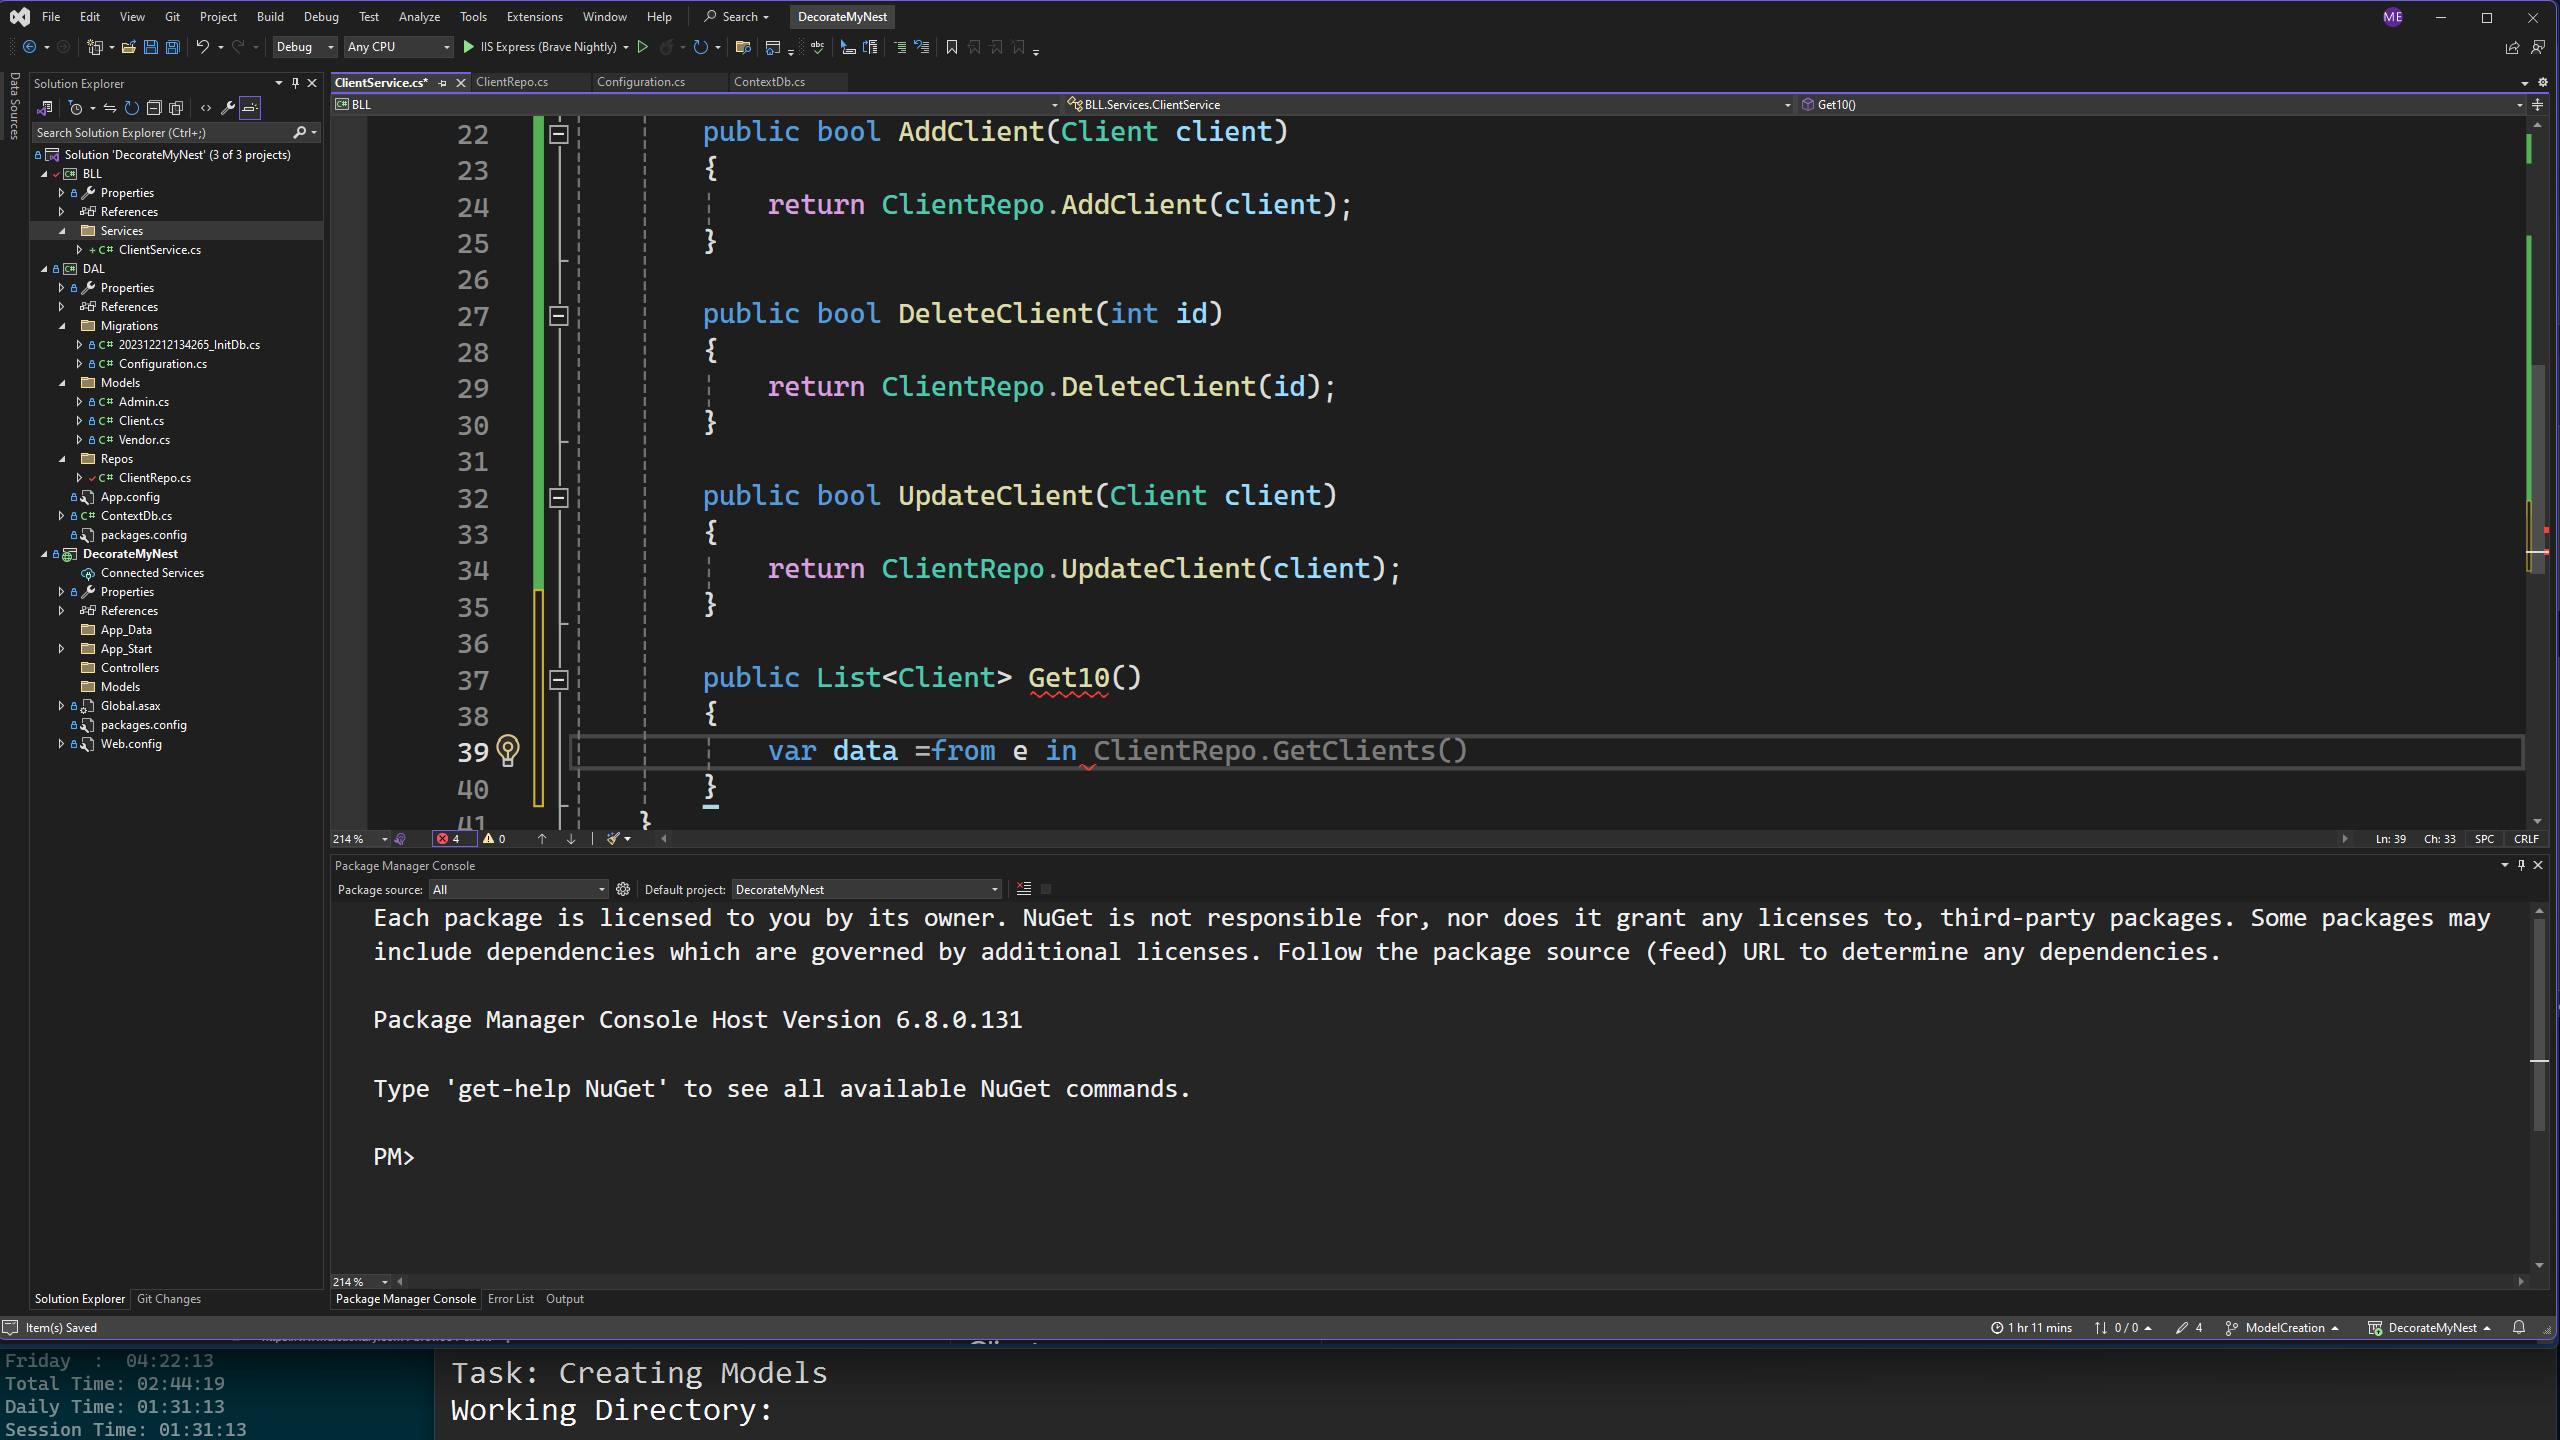 File Edit View Git Project Build Debug Test Analyze Tools Extensions Window Help Search DecorateMyNest ME
Debug Any CPU IIS Express (Brave Nightly)
Data Sources
Solution Explorer
Search Solution Explorer (Ctrl+;)
Solution 'DecorateMyNest' (3 of 3 projects)
BLL
Properties
References
Services
ClientService.cs
DAL
Properties
References
Migrations
202312212134265_InitDb.cs
Configuration.cs
Models
Admin.cs
Client.cs
Vendor.cs
Repos
ClientRepo.cs
App.config
ContextDb.cs
packages.config
DecorateMyNest
Connected Services
Properties
References
App_Data
App_Start
Controllers
Models
Global.asax
packages.config
Web.config
Solution Explorer Git Changes
ClientService.cs* ClientRepo.cs Configuration.cs ContextDb.cs
BLL BLL.Services.ClientService Get10()
22 public bool AddClient(Client client)
23 {
24 return ClientRepo.AddClient(client);
25 }
26
27 public bool DeleteClient(int id)
28 {
29 return ClientRepo.DeleteClient(id);
30 }
31
32 public bool UpdateClient(Client client)
33 {
34 return ClientRepo.UpdateClient(client);
35 }
36
37 public List<Client> Get10()
38 {
39 var data =from e in ClientRepo.GetClients()
40 }
41 }
214 % 4 0 Ln: 39 Ch: 33 SPC CRLF
Package Manager Console
Package source: All Default project: DecorateMyNest
Each package is licensed to you by its owner. NuGet is not responsible for, nor does it grant any licenses to, third-party packages. Some packages may
include dependencies which are governed by additional licenses. Follow the package source (feed) URL to determine any dependencies.
Package Manager Console Host Version 6.8.0.131
Type 'get-help NuGet' to see all available NuGet commands.
PM>
214 %
Package Manager Console Error List Output
Item(s) Saved 1 hr 11 mins 0 / 0 4 ModelCreation DecorateMyNest
Friday : 04:22:13
Total Time: 02:44:19
Daily Time: 01:31:13
Session Time: 01:31:13
Task: Creating Models
Working Directory: